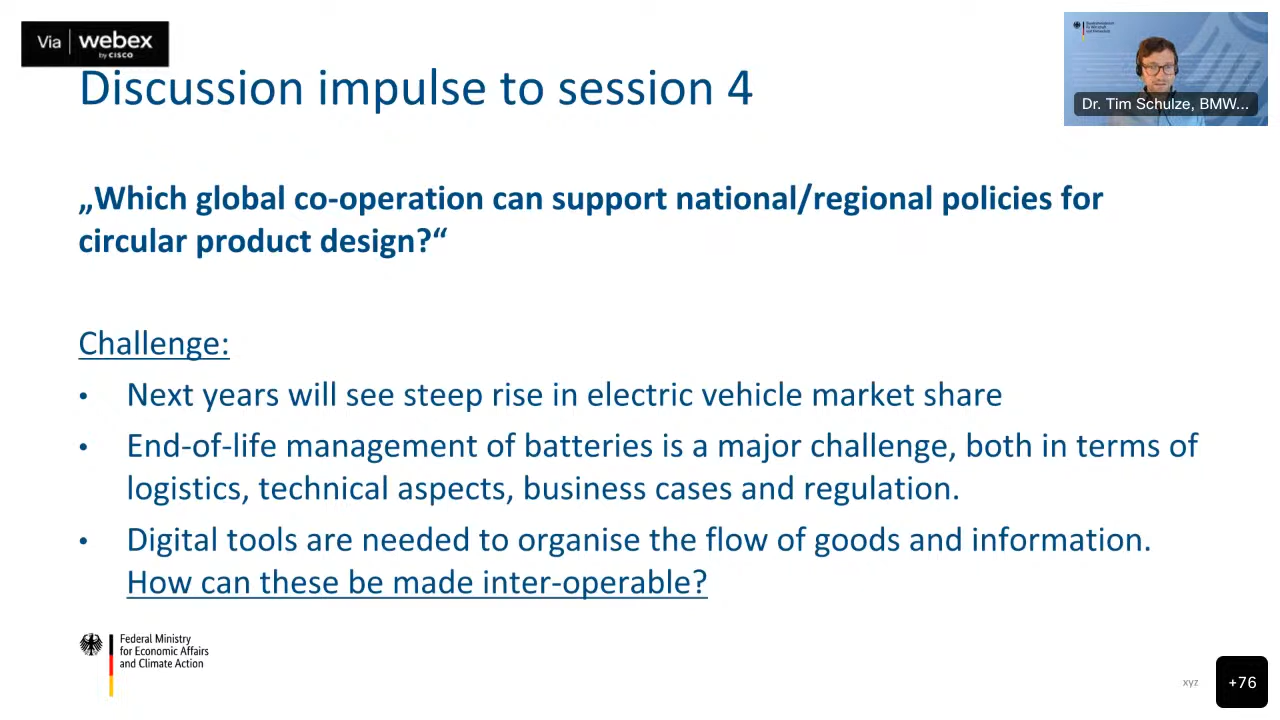 Via webex
by CISCO
Discussion impulse to session 4
Dr. Tim Schulze, BMW...
„Which global co-operation can support national/regional policies for
circular product design?“
Challenge:
• Next years will see steep rise in electric vehicle market share
• End-of-life management of batteries is a major challenge, both in terms of
logistics, technical aspects, business cases and regulation.
• Digital tools are needed to organise the flow of goods and information.
How can these be made inter-operable?
Federal Ministry
for Economic Affairs
and Climate Action
xyz
+76